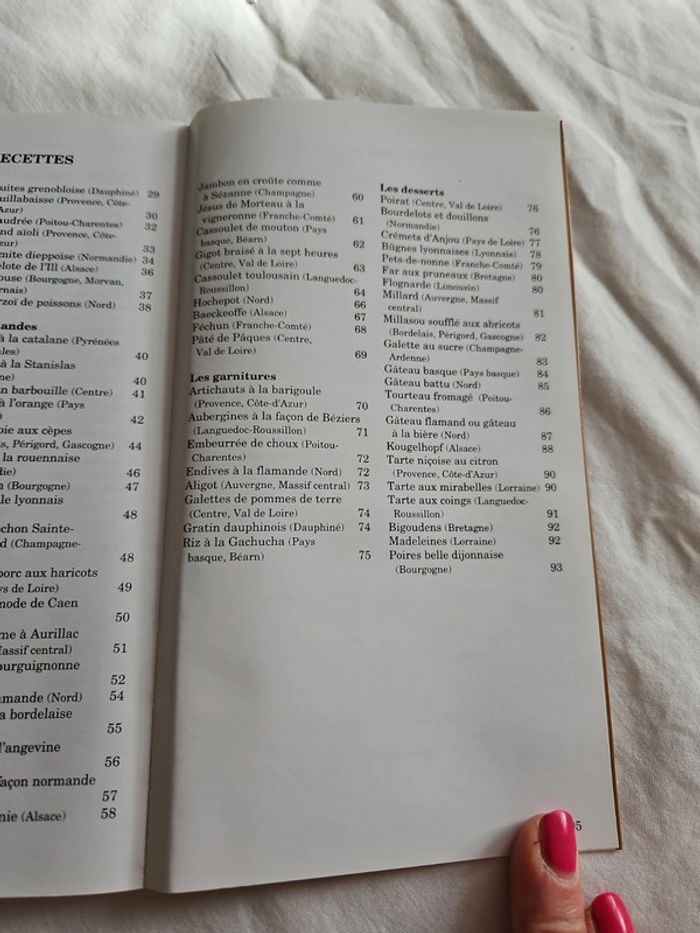 RECETTES
uites grenobloise (Dauphiné) 29
uillabaisse (Provence, Côte-
d'Azur) 30
audrée (Poitou-Charentes) 32
nd aïoli (Provence, Côte-
Azur) 33
mite dieppoise (Normandie) 34
elote de l'Ill (Alsace) 36
ouse (Bourgogne, Morvan,
ernais) 37
erzoï de poissons (Nord) 38
andes
à la catalane (Pyrénées
ales) 40
à la Stanislas
ne) 40
n barbouille (Centre) 41
à l'orange (Pays
) 42
oie aux cèpes
s, Périgord, Gascogne) 44
la rouennaise
die) 46
n (Bourgogne) 47
le lyonnais
48
ochon Sainte-
d (Champagne-
48
porc aux haricots
ys de Loire) 49
mode de Caen
50
me à Aurillac
Massif central) 51
ourguignonne
52
amande (Nord) 54
a bordelaise
55
l'angevine
56
façon normande
57
nie (Alsace) 58
Jambon en croûte comme
à Sézanne (Champagne) 60
Jésus de Morteau à la
vigneronne (Franche-Comté) 61
Cassoulet de mouton (Pays
basque, Béarn) 62
Gigot braisé à la sept heures
(Centre, Val de Loire) 63
Cassoulet toulousain (Languedoc-
Roussillon) 64
Hochepot (Nord) 66
Baeckeoffe (Alsace) 67
Féchun (Franche-Comté) 68
Pâté de Pâques (Centre,
Val de Loire) 69
Les garnitures
Artichauts à la barigoule
(Provence, Côte-d'Azur) 70
Aubergines à la façon de Béziers
(Languedoc-Roussillon) 71
Embeurrée de choux (Poitou-
Charentes) 72
Endives à la flamande (Nord) 72
Aligot (Auvergne, Massif central) 73
Galettes de pommes de terre
(Centre, Val de Loire) 74
Gratin dauphinois (Dauphiné) 74
Riz à la Gachucha (Pays
basque, Béarn) 75
Les desserts
Poirat (Centre, Val de Loire) 76
Bourdelots et douillons
(Normandie) 76
Crémets d'Anjou (Pays de Loire) 77
Bûgnes lyonnaises (Lyonnais) 78
Pets-de-nonne (Franche-Comté) 79
Far aux pruneaux (Bretagne) 80
Flognarde (Limousin) 80
Millard (Auvergne, Massif
central) 81
Millasou soufflé aux abricots
(Bordelais, Périgord, Gascogne) 82
Galette au sucre (Champagne-
Ardenne) 83
Gâteau basque (Pays basque) 84
Gâteau battu (Nord) 85
Tourteau fromagé (Poitou-
Charentes) 86
Gâteau flamand ou gâteau
à la bière (Nord) 87
Kougelhopf (Alsace) 88
Tarte niçoise au citron
(Provence, Côte-d'Azur) 90
Tarte aux mirabelles (Lorraine) 90
Tarte aux coings (Languedoc-
Roussillon) 91
Bigoudens (Bretagne) 92
Madeleines (Lorraine) 92
Poires belle dijonnaise
(Bourgogne) 93
5